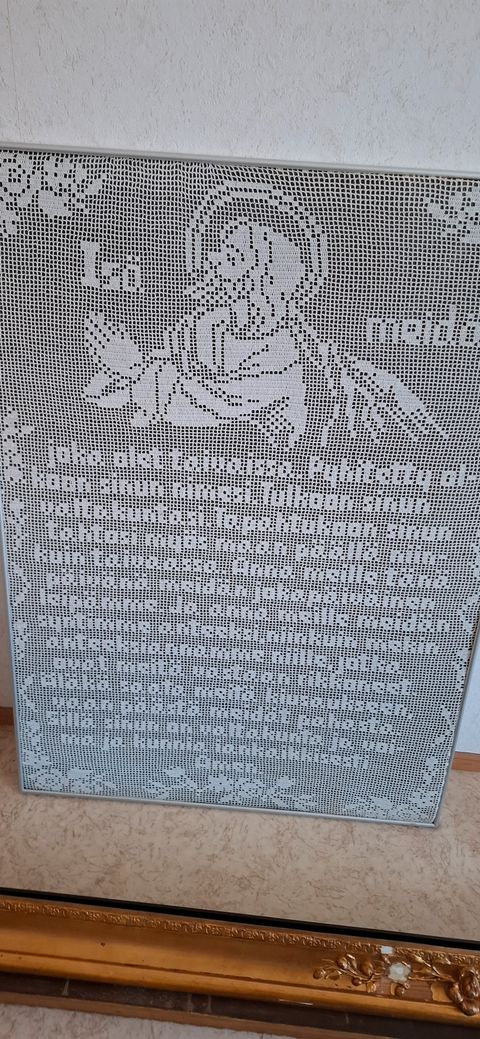 Isä
meidä
joka olet taivaissa. Pyhitetty ol-
koon sinun nimesi Tulkoon sinun
valtakuntasi Tapahtukoon sinun
tahtosi myös maan päällä niin
kuin taivaassa. Anna meille tänä
päivänä meidän jokapäiväinen
leipämme. Ja anna meille meidän
syntimme, niinkuin mekin
anteeksi annamme niille, jotka
ovat meitä vastaan rikkoneet
Äläkä saata meitä kiusaukseen
vaan päästä meidät pahasta,
Sillä sinun on valtakunta ja voi-
ma ja kunnia iankaikkisesti